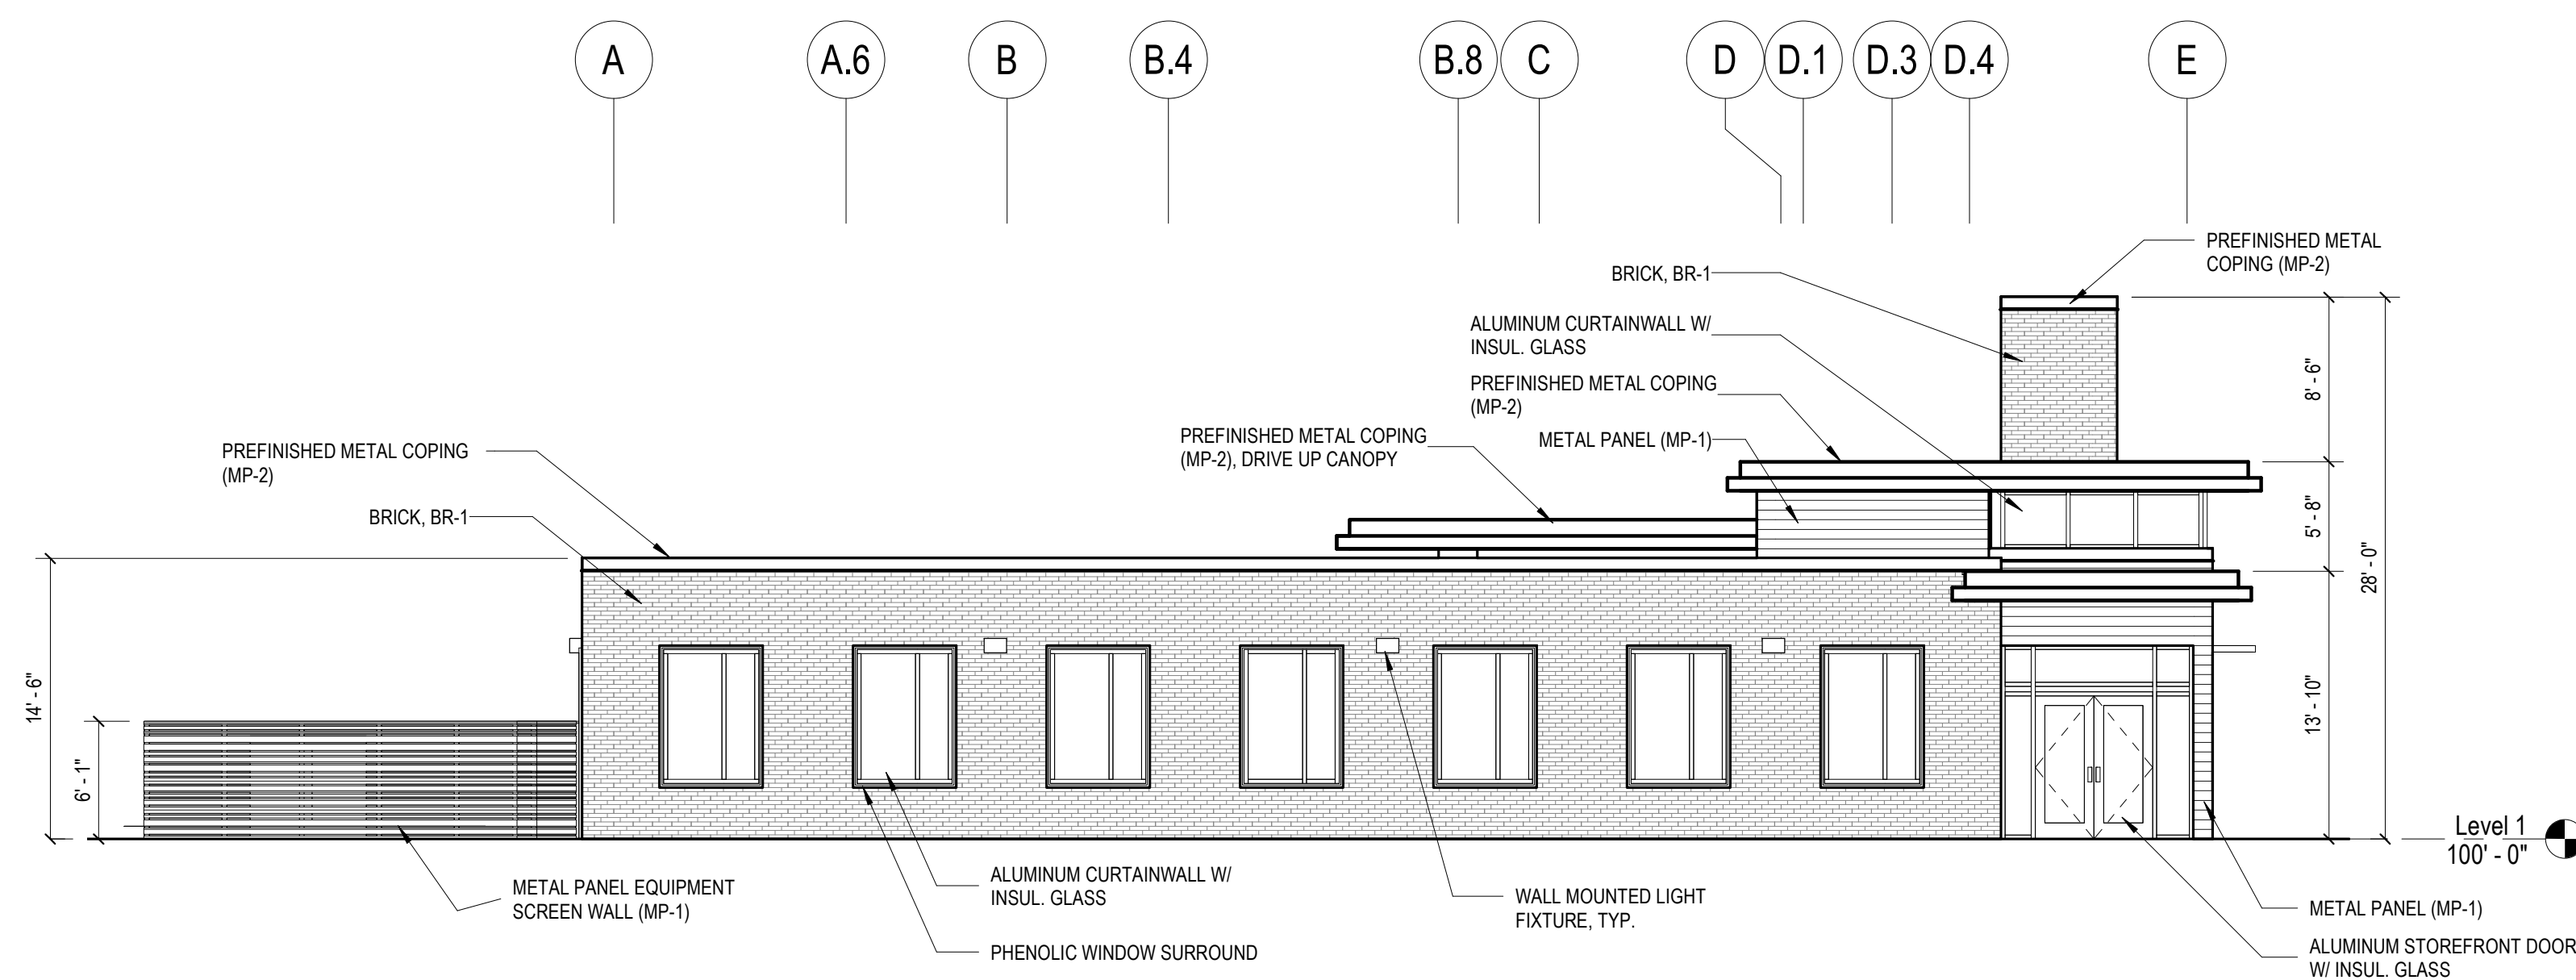 A
A.6
B
B.4
B.8
C
D
D.1
D.3
D.4
E
PREFINISHED METAL
COPING (MP-2)
BRICK, BR-1
ALUMINUM CURTAINWALL W/
INSUL. GLASS
PREFINISHED METAL COPING
(MP-2)
METAL PANEL (MP-1)
PREFINISHED METAL COPING
(MP-2), DRIVE UP CANOPY
PREFINISHED METAL COPING
(MP-2)
BRICK, BR-1
8' - 6"
5' - 8"
28' - 0"
13' - 10"
14' - 6"
6' - 1"
Level 1
100' - 0"
METAL PANEL EQUIPMENT
SCREEN WALL (MP-1)
ALUMINUM CURTAINWALL W/
INSUL. GLASS
PHENOLIC WINDOW SURROUND
WALL MOUNTED LIGHT
FIXTURE, TYP.
METAL PANEL (MP-1)
ALUMINUM STOREFRONT DOOR
W/ INSUL. GLASS